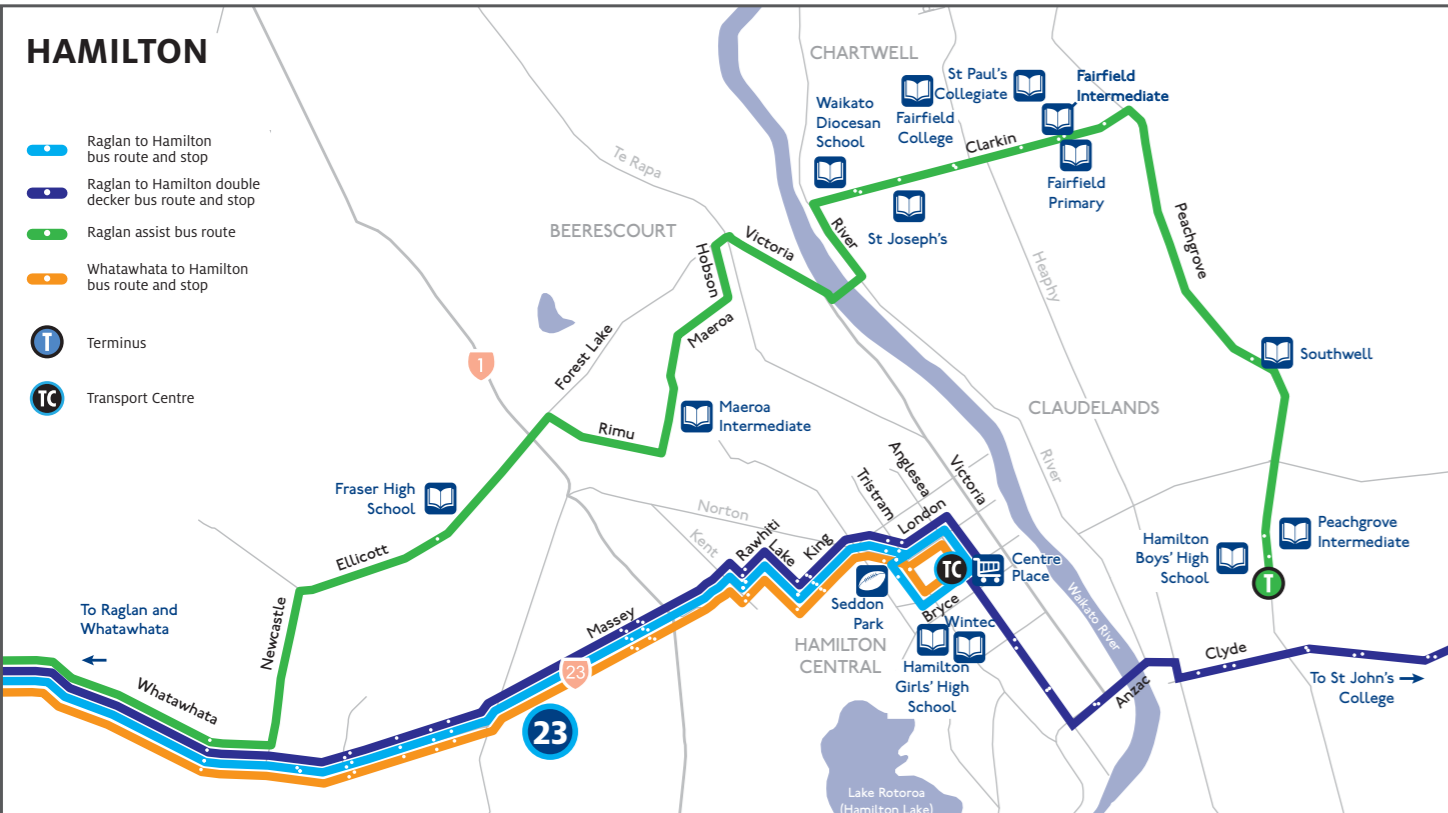 HAMILTON
Raglan to Hamilton
bus route and stop
Raglan to Hamilton double
decker bus route and stop
Raglan assist bus route
Whatawhata to Hamilton
bus route and stop
T
Terminus
TC
Transport Centre
CHARTWELL
St Paul's
Collegiate
Fairfield
Intermediate
Waikato
Diocesan
School
Fairfield
College
Clarkin
Fairfield
Primary
St Joseph's
Te Rapa
BEERESCOURT
Hobson
Victoria
River
Peachgrove
Heaphy
Maeroa
Forest Lake
1
Southwell
Rimu
Maeroa
Intermediate
CLAUDELANDS
Fraser High
School
Ellicott
Norton
Kent
Rawhiti
Lake
King
Tristram
Anglesea
London
Victoria
River
Peachgrove
Intermediate
Hamilton
Boys' High
School
T
TC
Centre
Place
Seddon
Park
Bryce
Wintec
HAMILTON
CENTRAL
Hamilton
Girls' High
School
Waikato River
To Raglan and
Whatawhata
Newcastle
Whatawhata
Massey
23
23
Anzac
Clyde
To St John's
College
Lake Rotoroa
(Hamilton Lake)